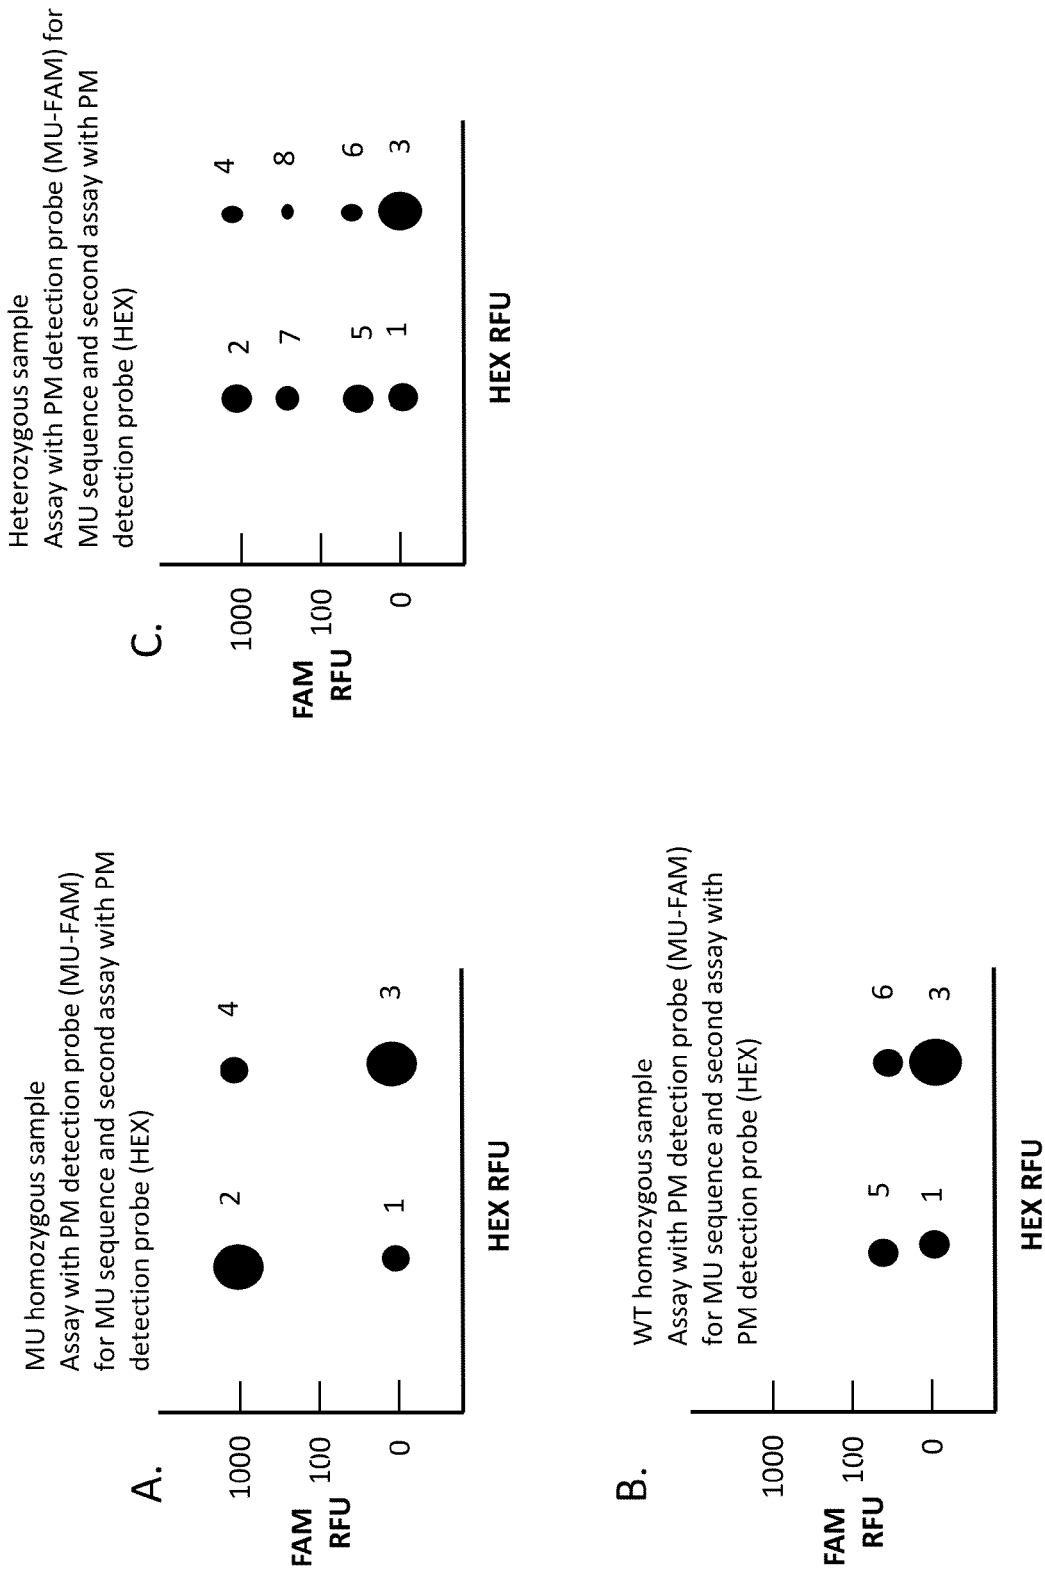 A.
MU homozygous sample
Assay with PM detection probe (MU-FAM)
for MU sequence and second assay with PM
detection probe (HEX)
FAM
RFU
1000
100
0
2
4
1
3
HEX RFU
B.
WT homozygous sample
Assay with PM detection probe (MU-FAM)
for MU sequence and second assay with
PM detection probe (HEX)
FAM
RFU
1000
100
0
5
6
1
3
HEX RFU
C.
Heterozygous sample
Assay with PM detection probe (MU-FAM) for
MU sequence and second assay with PM
detection probe (HEX)
FAM
RFU
1000
100
0
2
4
7
8
5
6
1
3
HEX RFU